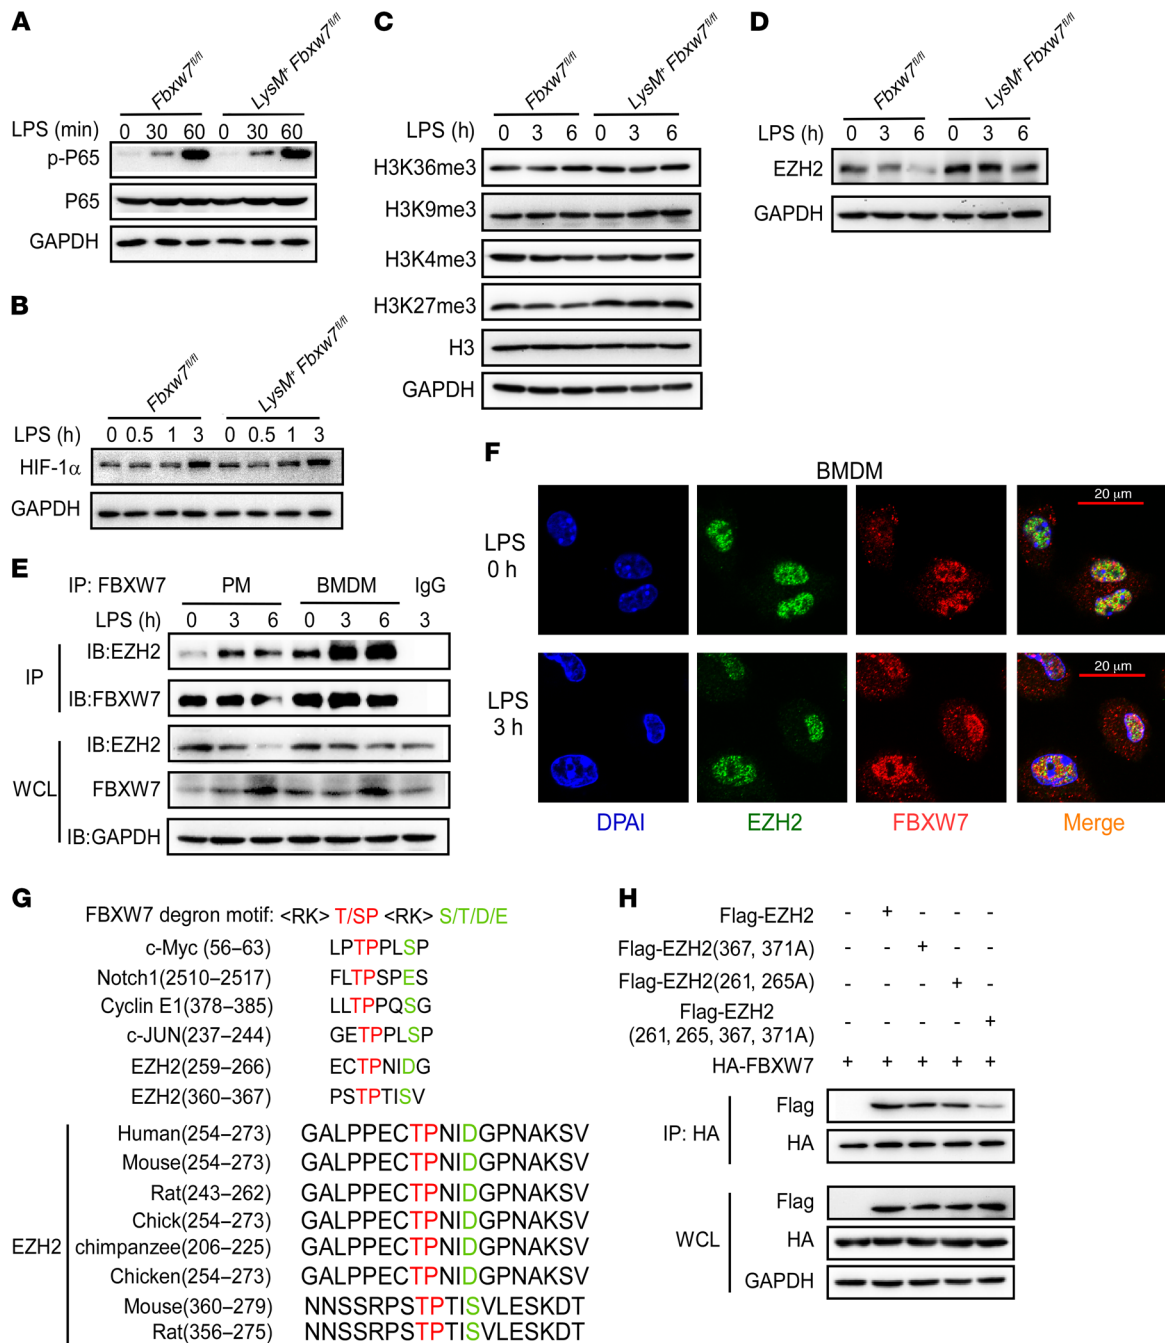 A
Fbxw7fl/fl
LysM+ Fbxw7fl/fl
LPS (min) 0 30 60 0 30 60
p-P65
P65
GAPDH
B
Fbxw7fl/fl
LysM+ Fbxw7fl/fl
LPS (h) 0 0.5 1 3 0 0.5 1 3
HIF-1α
GAPDH
C
Fbxw7fl/fl
LysM+ Fbxw7fl/fl
LPS (h) 0 3 6 0 3 6
H3K36me3
H3K9me3
H3K4me3
H3K27me3
H3
GAPDH
D
Fbxw7fl/fl
LysM+ Fbxw7fl/fl
LPS (h) 0 3 6 0 3 6
EZH2
GAPDH
E
IP: FBXW7 PM BMDM IgG
LPS (h) 0 3 6 0 3 6 3
IP
IB:EZH2
IB:FBXW7
WCL
IB:EZH2
FBXW7
IB:GAPDH
F
BMDM
LPS
0 h
20 μm
LPS
3 h
20 μm
DPAI EZH2 FBXW7 Merge
G
FBXW7 degron motif: <RK> T/SP <RK> S/T/D/E
c-Myc (56–63) LPTPPLSP
Notch1(2510–2517) FLTPSPES
Cyclin E1(378–385) LLTPPQSG
c-JUN(237–244) GETPPLSP
EZH2(259–266) ECTPNIDG
EZH2(360–367) PSTPTISV
EZH2
Human(254–273) GALPPECTPNIDGPNAKSV
Mouse(254–273) GALPPECTPNIDGPNAKSV
Rat(243–262) GALPPECTPNIDGPNAKSV
Chick(254–273) GALPPECTPNIDGPNAKSV
chimpanzee(206–225) GALPPECTPNIDGPNAKSV
Chicken(254–273) GALPPECTPNIDGPNAKSV
Mouse(360–279) NNSSRPSTPTISVLESKDT
Rat(356–275) NNSSRPSTPTISVLESKDT
H
Flag-EZH2 - + - - -
Flag-EZH2(367, 371A) - - + - -
Flag-EZH2(261, 265A) - - - + -
Flag-EZH2
(261, 265, 367, 371A) - - - - +
HA-FBXW7 + + + + +
IP: HA
Flag
HA
WCL
Flag
HA
GAPDH